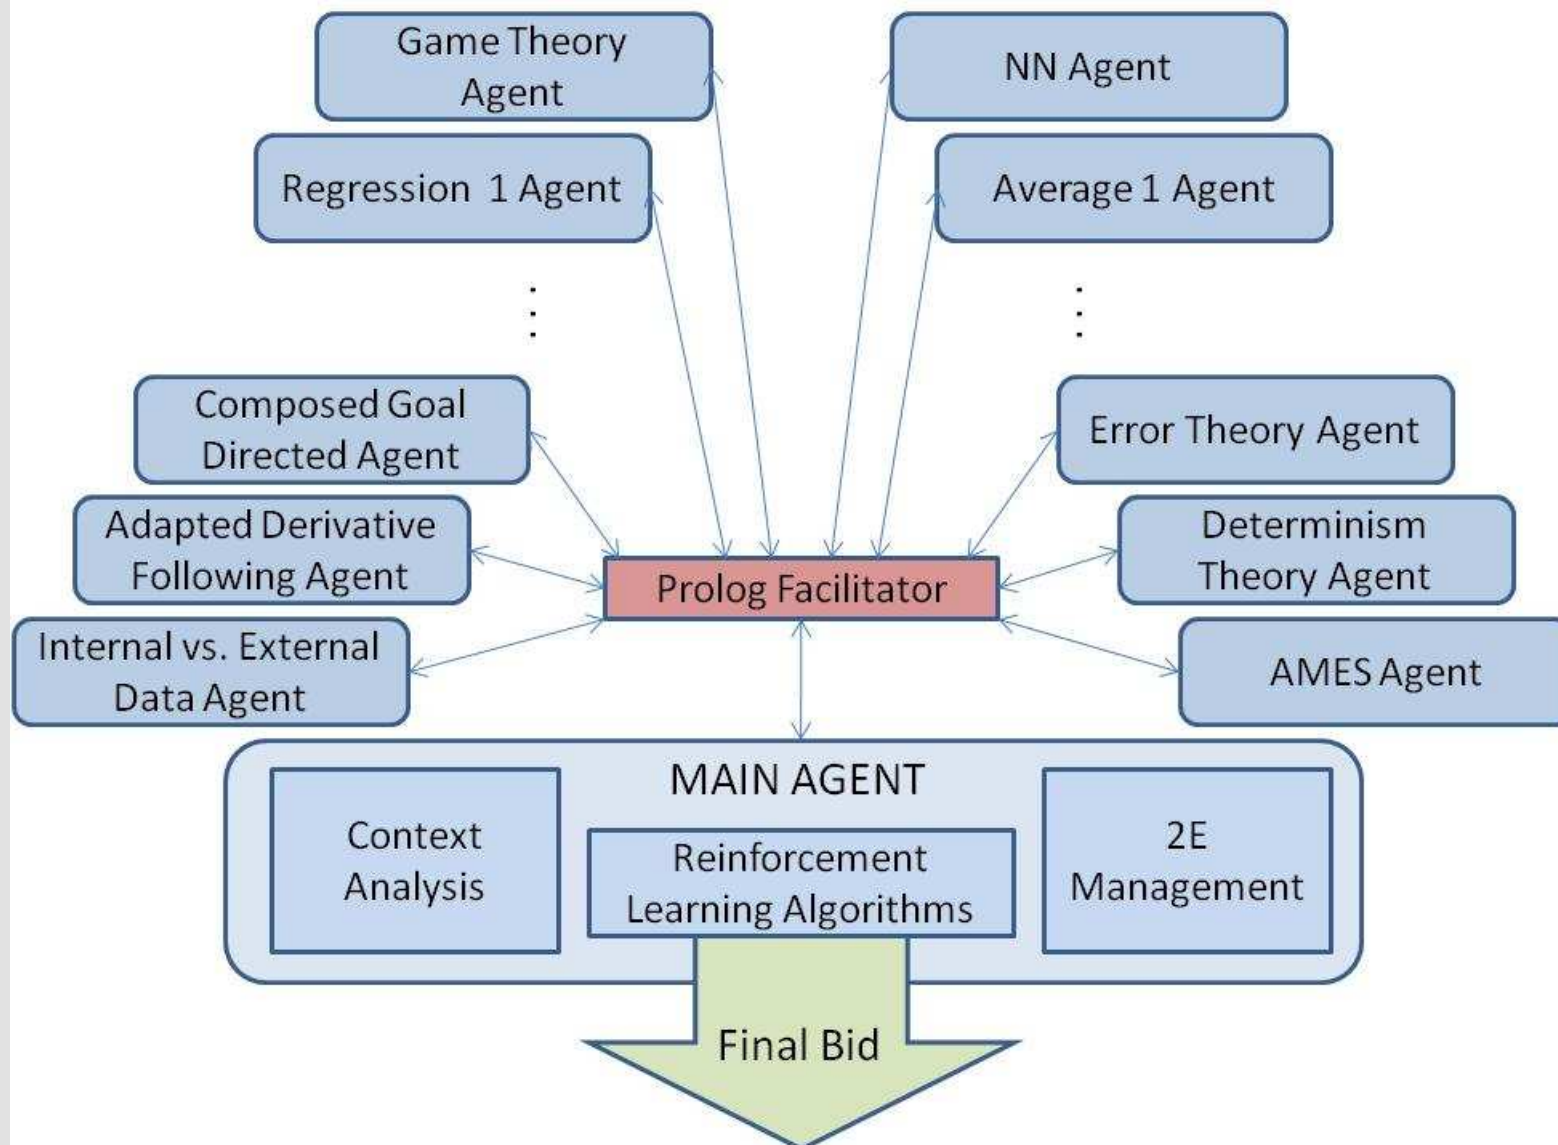 Game Theory
Agent
NN Agent
Regression 1 Agent
Average 1 Agent
Composed Goal
Directed Agent
Error Theory Agent
Adapted Derivative
Following Agent
Determinism
Theory Agent
Prolog Facilitator
Internal vs. External
Data Agent
AMES Agent
MAIN AGENT
Context
Analysis
Reinforcement
Learning Algorithms
2E
Management
Final Bid